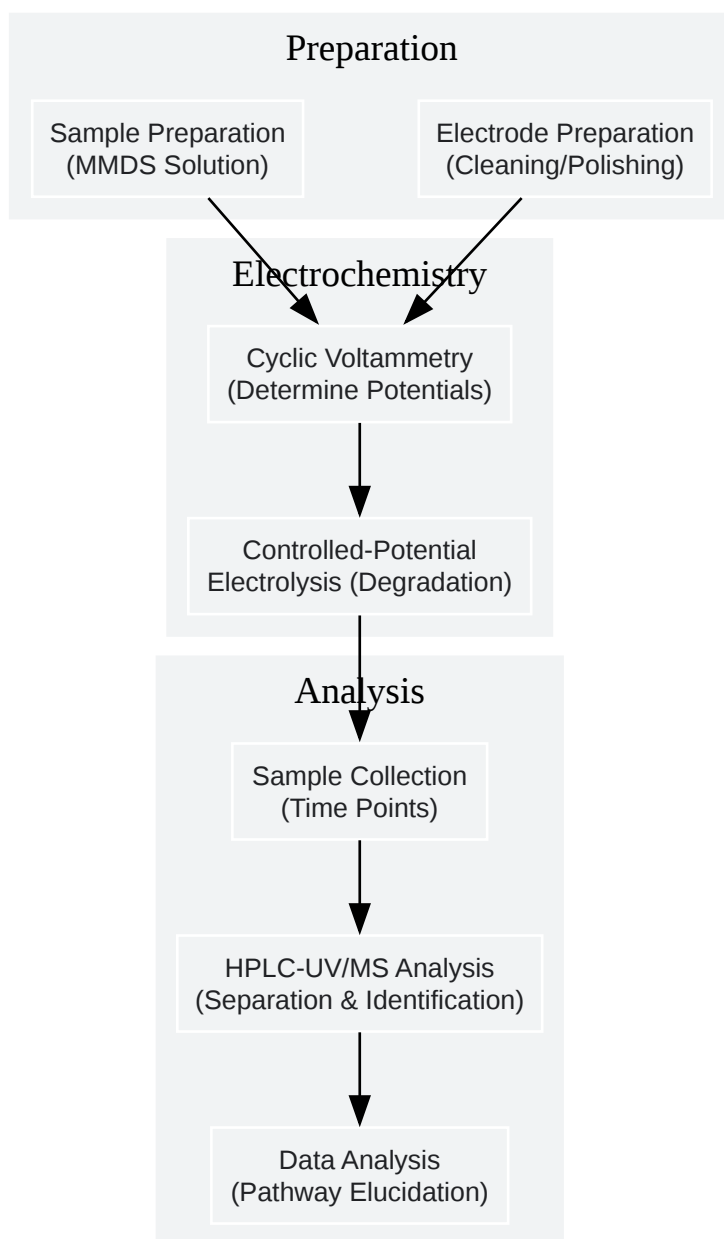 Preparation
Sample Preparation
(MMDS Solution)
Electrode Preparation
(Cleaning/Polishing)
Electrochemistry
Cyclic Voltammetry
(Determine Potentials)
Controlled-Potential
Electrolysis (Degradation)
Analysis
Sample Collection
(Time Points)
HPLC-UV/MS Analysis
(Separation & Identification)
Data Analysis
(Pathway Elucidation)